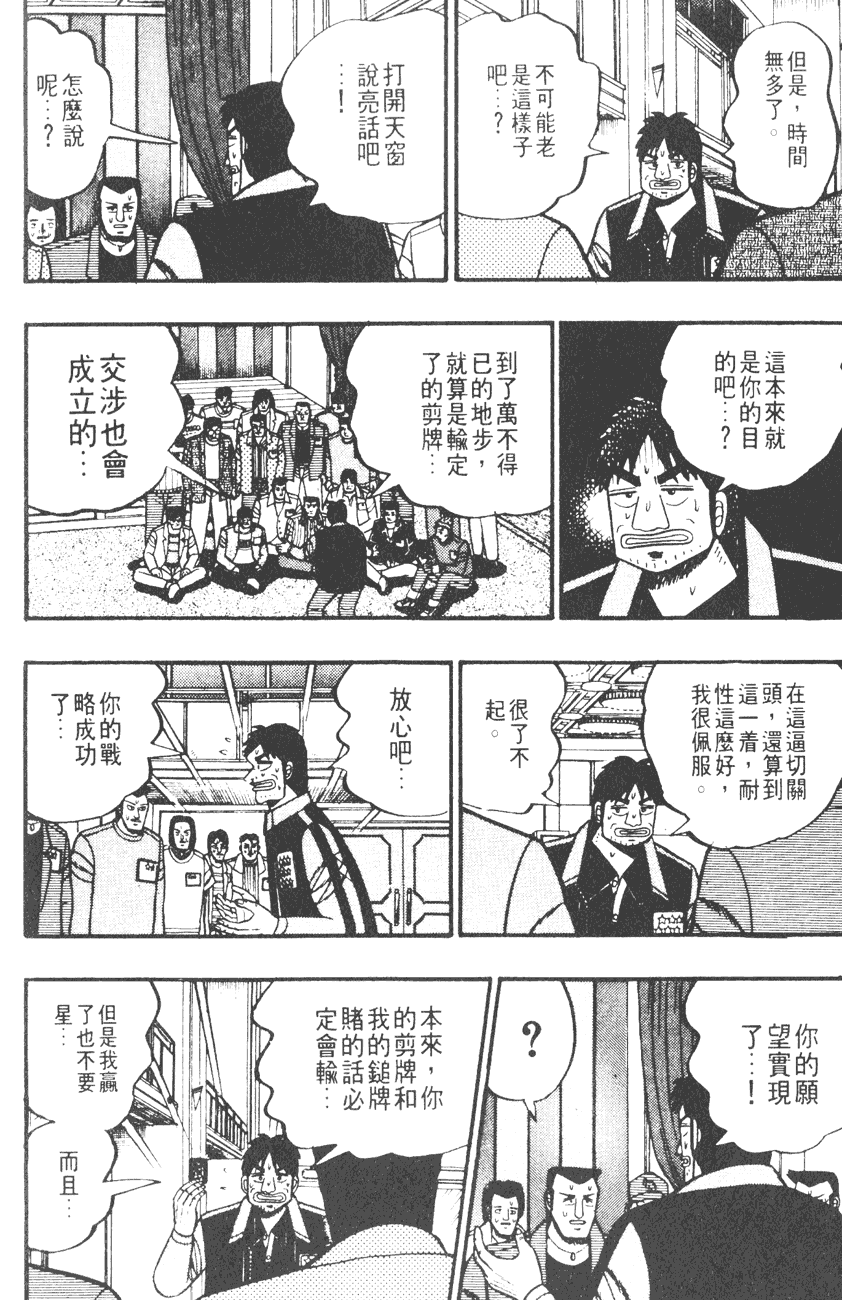 但是，時間
無多了。
不可能老
是這樣子
吧…？
打開天窗
說亮話吧
…！
怎麼說
呢…？
這本來就
是你的目
的吧…？
到了萬不得
已的地步，
就算是輸定
了的剪牌…
交涉也會
成立的…
在這逼切關
頭，還算到
這一着，耐
性這麼好，
我很佩服。
很了不
起。
放心吧…
你的戰
略成功
了…
你的願
望實現
了…！
？
本來，你
的剪牌和
我的鎚牌
賭的話必
定會輸…
但是我贏
了也不要
星…
而且…